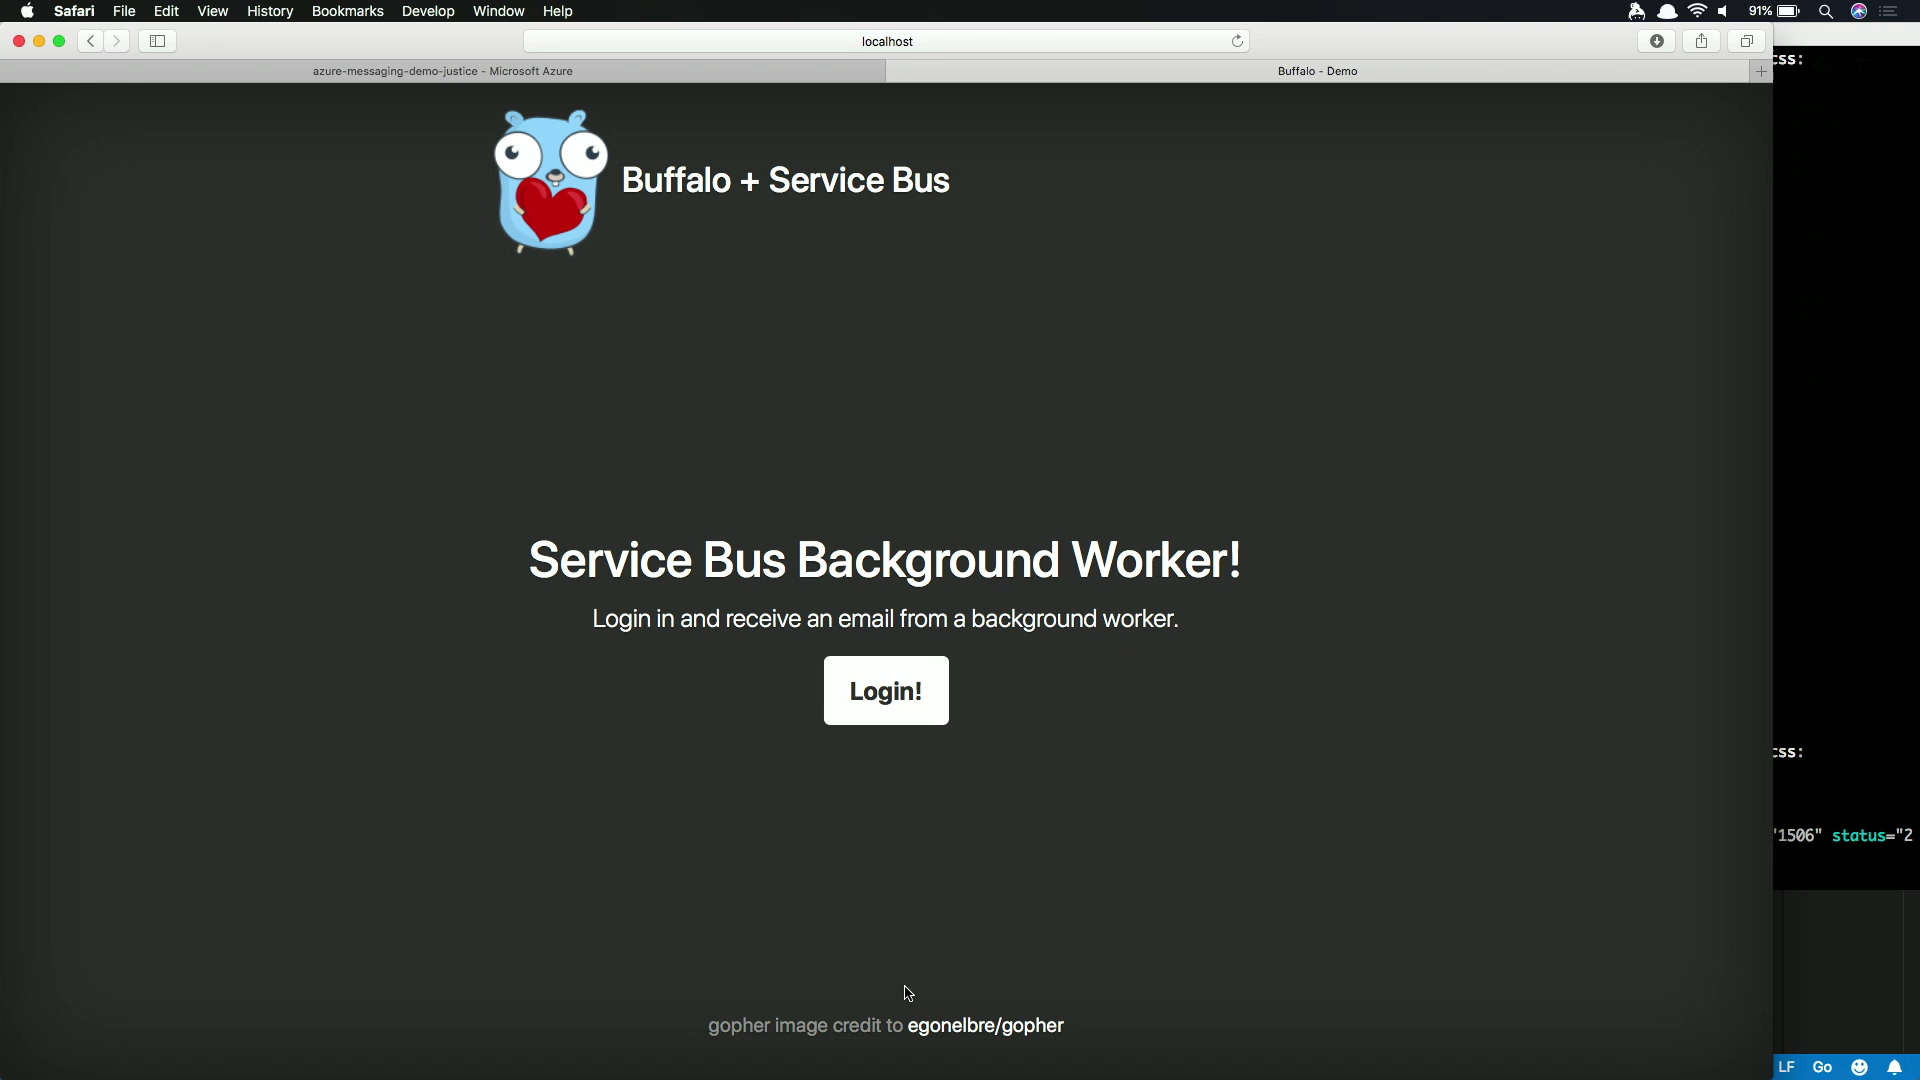 Safari File Edit View History Bookmarks Develop Window Help 91%
localhost
azure-messaging-demo-justice - Microsoft Azure
Buffalo - Demo
css:
Buffalo + Service Bus
Service Bus Background Worker!
Login in and receive an email from a background worker.
Login!
css:
"1506" status="2
gopher image credit to egonelbre/gopher
LF Go